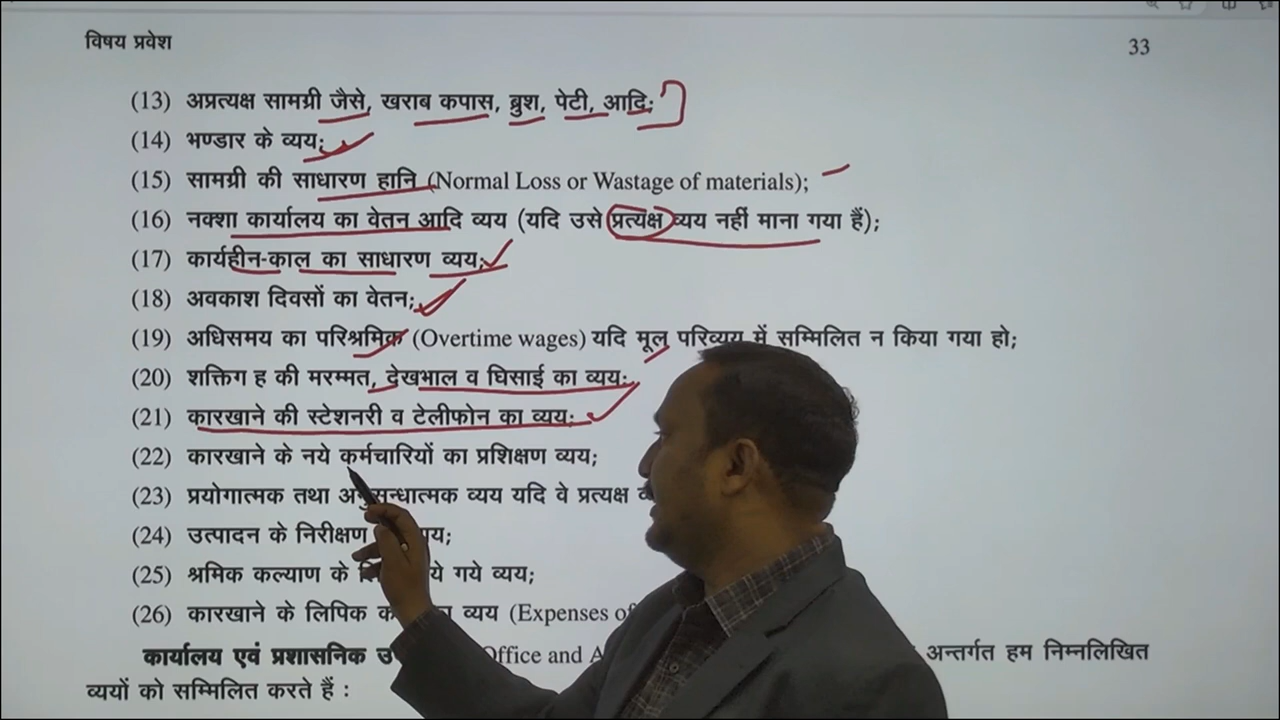 विषय प्रवेश 33
(13) अप्रत्यक्ष सामग्री जैसे, खराब कपास, ब्रुश, पेटी, आदि;
(14) भण्डार के व्यय;
(15) सामग्री की साधारण हानि (Normal Loss or Wastage of materials);
(16) नक्शा कार्यालय का वेतन आदि व्यय (यदि उसे प्रत्यक्ष व्यय नहीं माना गया हैं);
(17) कार्यहीन-काल का साधारण व्यय;
(18) अवकाश दिवसों का वेतन;
(19) अधिसमय का परिश्रमिक (Overtime wages) यदि मूल परिव्यय में सम्मिलित न किया गया हो;
(20) शक्तिग ह की मरम्मत, देखभाल व घिसाई का व्यय;
(21) कारखाने की स्टेशनरी व टेलीफोन का व्यय;
(22) कारखाने के नये कर्मचारियों का प्रशिक्षण व्यय;
(23) प्रयोगात्मक तथा अनुसन्धात्मक व्यय यदि वे प्रत्यक्ष
(24) उत्पादन के निरीक्षण
(25) श्रमिक कल्याण के गये व्यय;
(26) कारखाने के लिपिक व्यय (Expenses of
कार्यालय एवं प्रशासनिक Office and अन्तर्गत हम निम्नलिखित
व्ययों को सम्मिलित करते हैं :